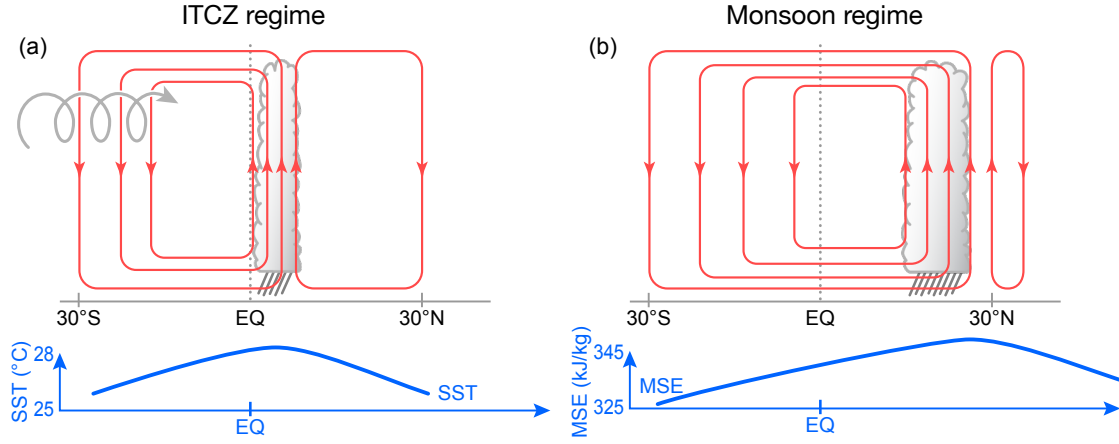 ITCZ regime
Monsoon regime
(a)
(b)
30°S
EQ
30°N
30°S
EQ
30°N
SST (°C)
28
25
SST
EQ
MSE (kJ/kg)
345
325
MSE
EQ